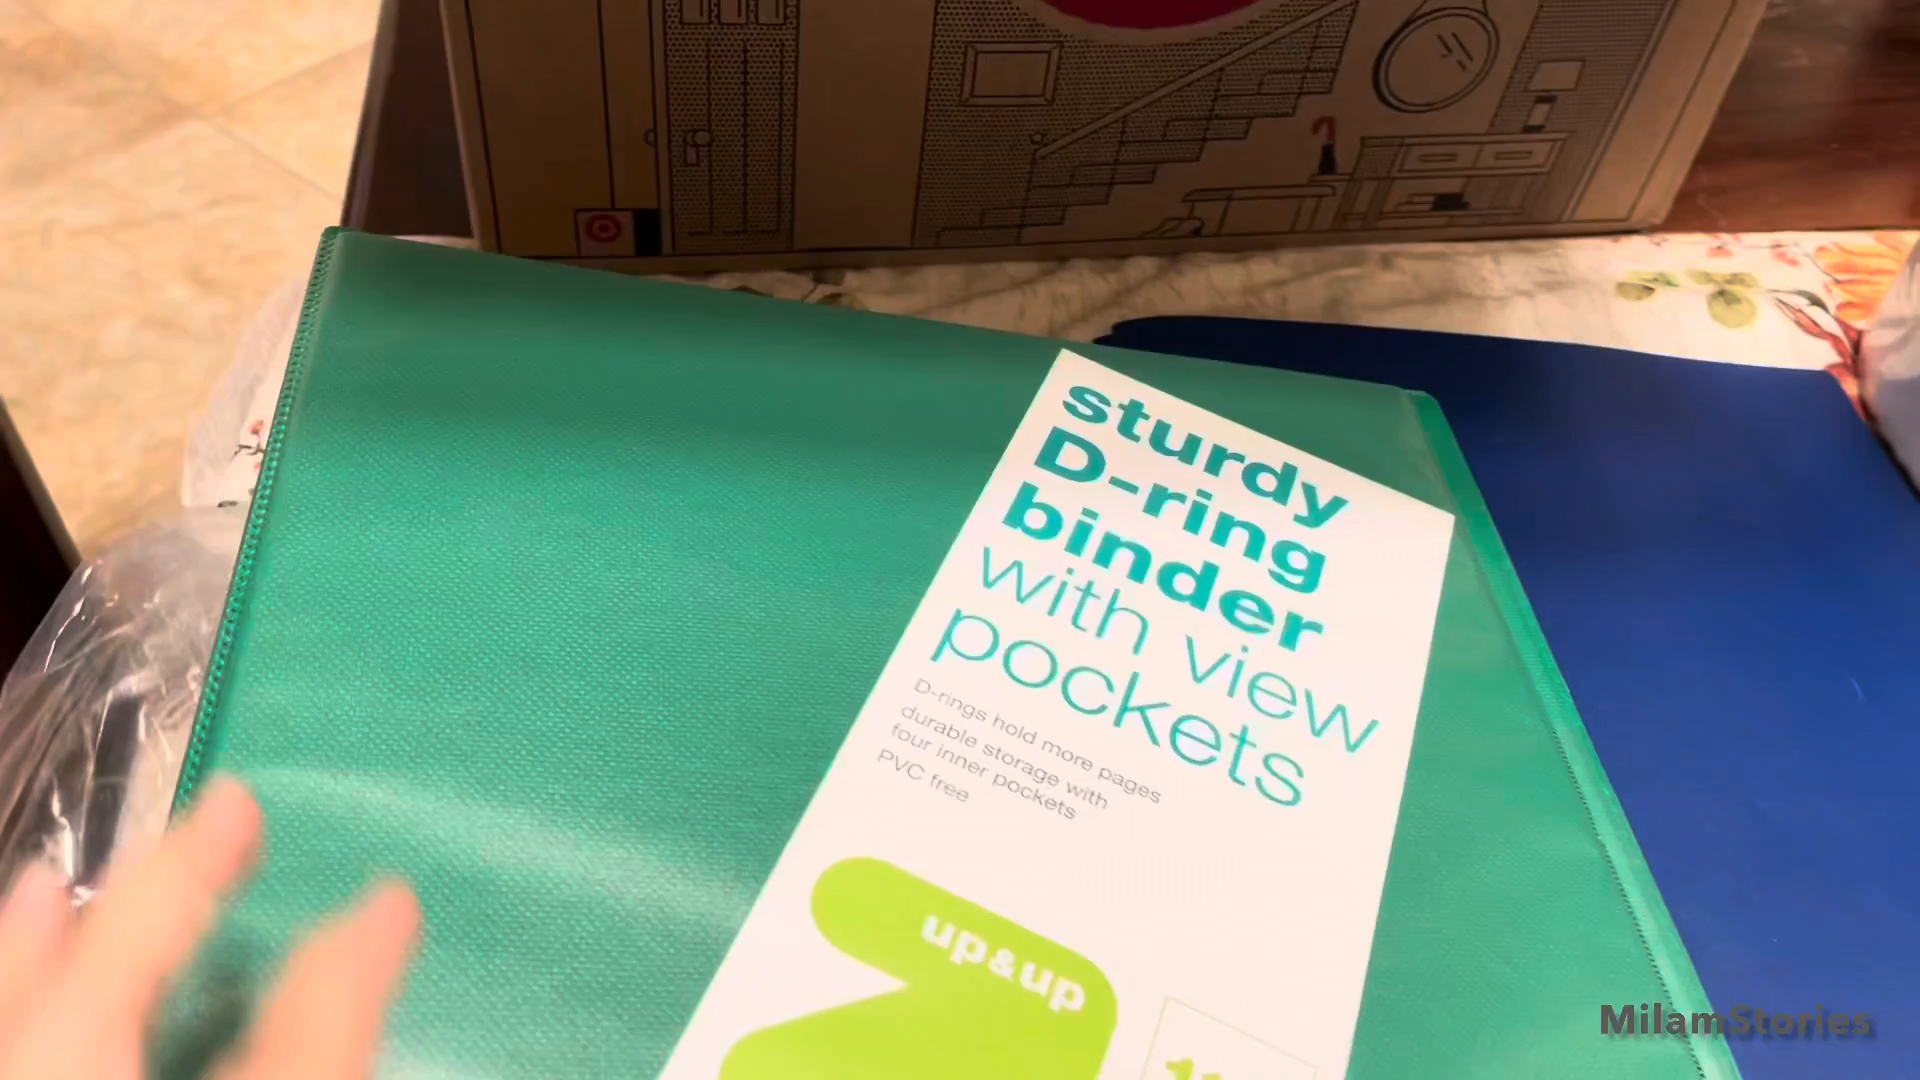 sturdy
D-ring
binder
with view
pockets
D-rings hold more pages
durable storage with
four inner pockets
PVC free
up&up
MilamStories